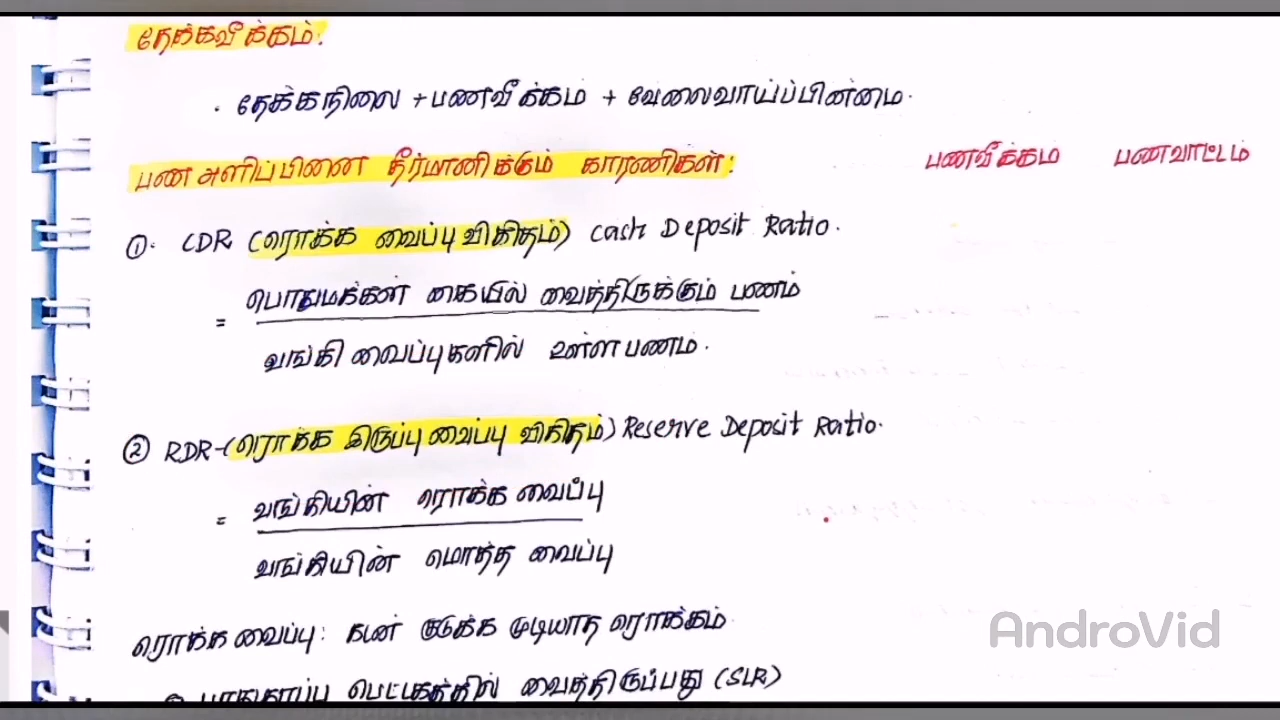 தேக்கவீக்கம்:
. தேக்கநிலை + பணவீக்கம் + வேலைவாய்ப்பின்மை.
பண அளிப்பினை தீர்மானிக்கும் காரணிகள்: பணவீக்கம் பணவாட்டம்
①. CDR (ரொக்க வைப்பு விகிதம்) Cash Deposit Ratio.
= பொதுமக்கள் கையில் வைத்திருக்கும் பணம்
வங்கி வைப்புகளில் உள்ள பணம்.
② RDR-(ரொக்க இருப்பு வைப்பு விகிதம்) Reserve Deposit Ratio.
= வங்கியின் ரொக்க வைப்பு
வங்கியின் மொத்த வைப்பு
ரொக்க வைப்பு: கடன் கொடுக்க முடியாத ரொக்கம்
பாதுகாப்பு பெட்டகத்தில் வைத்திருப்பது (SLR)
AndroVid